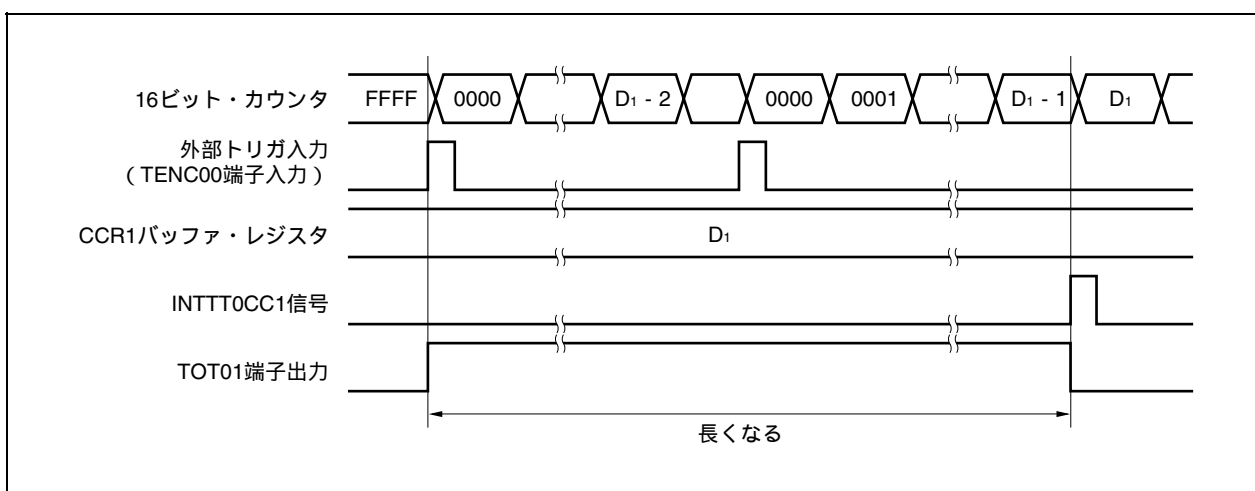 16ビット・カウンタ FFFF 0000 D₁ - 2 0000 0001 D₁ - 1 D₁
外部トリガ入力
（TENC00端子入力）
CCR1バッファ・レジスタ D₁
INTTT0CC1信号
TOT01端子出力
長くなる